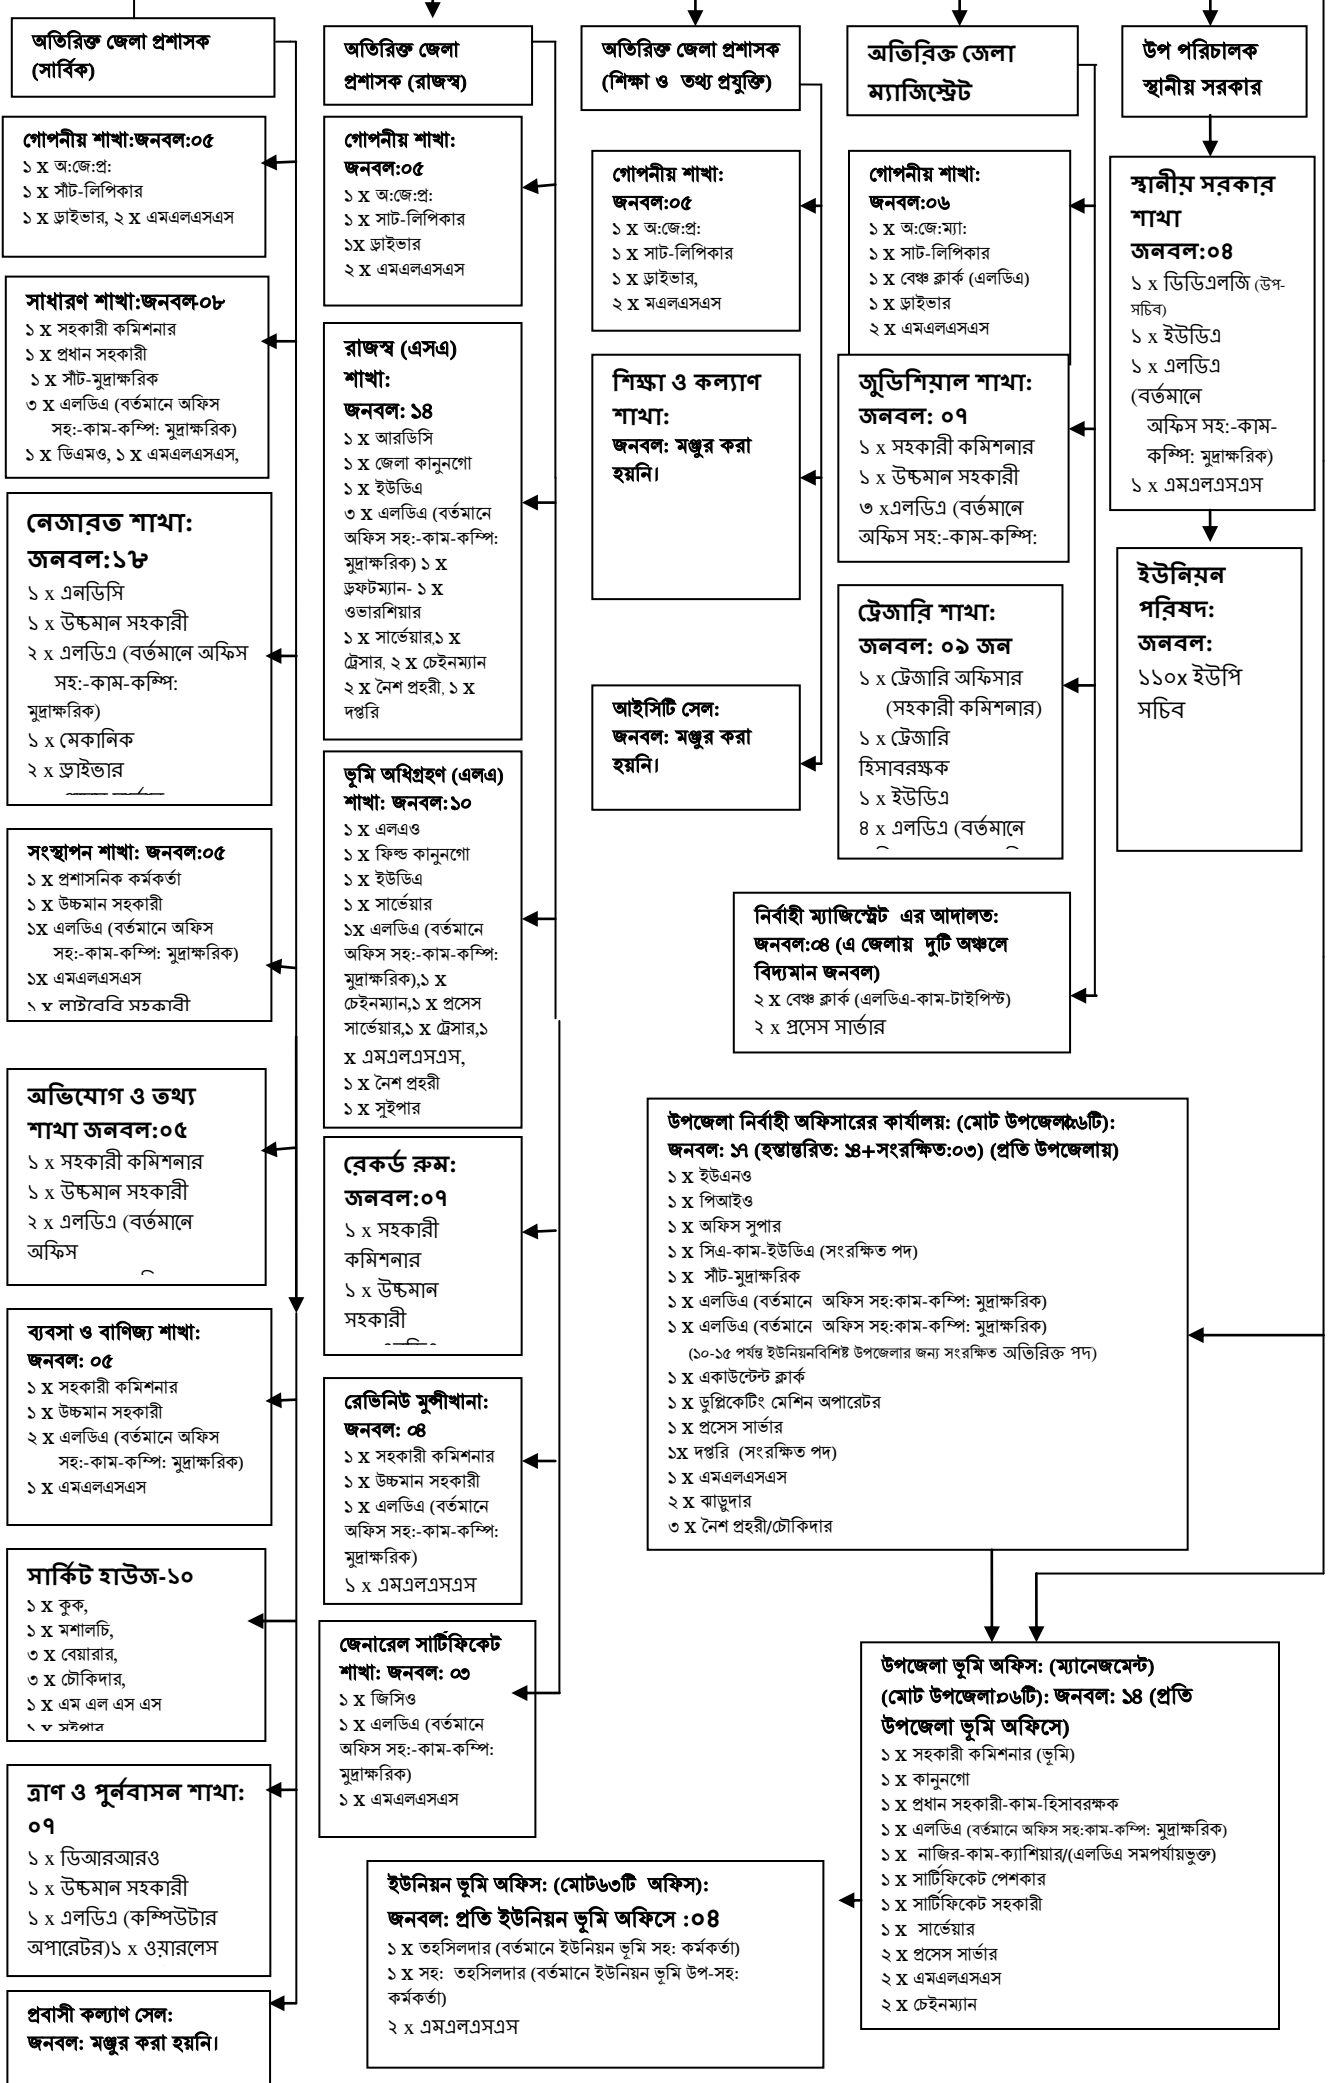 অতিরিক্ত জেলা প্রশাসক
(সার্বিক)
গোপনীয় শাখা:জনবল:০৫
১ x অ:জে:প্র:
১ x সাঁট-লিপিকার
১ x ড্রাইভার, ২ x এমএলএসএস
সাধারণ শাখা:জনবল-০৮
১ x সহকারী কমিশনার
১ x প্রধান সহকারী
১ x সাঁট-মুদ্রাক্ষরিক
৩ x এলডিএ (বর্তমানে অফিস
সহ:-কাম-কম্পি: মুদ্রাক্ষরিক)
১ x ডিএমও, ১ x এমএলএসএস,
নেজারত শাখা:
জনবল:১৮
১ x এনডিসি
১ x উচ্চমান সহকারী
২ x এলডিএ (বর্তমানে অফিস
সহ:-কাম-কম্পি:
মুদ্রাক্ষরিক)
১ x মেকানিক
২ x ড্রাইভার
সংস্থাপন শাখা: জনবল:০৫
১ x প্রশাসনিক কর্মকর্তা
১ x উচ্চমান সহকারী
১x এলডিএ (বর্তমানে অফিস
সহ:-কাম-কম্পি: মুদ্রাক্ষরিক)
১x এমএলএসএস
১ x লাইব্রেরি সহকারী
অভিযোগ ও তথ্য
শাখা জনবল:০৫
১ x সহকারী কমিশনার
১ x উচ্চমান সহকারী
২ x এলডিএ (বর্তমানে
অফিস
ব্যবসা ও বাণিজ্য শাখা:
জনবল: ০৫
১ x সহকারী কমিশনার
১ x উচ্চমান সহকারী
২ x এলডিএ (বর্তমানে অফিস
সহ:-কাম-কম্পি: মুদ্রাক্ষরিক)
১ x এমএলএসএস
সার্কিট হাউজ-১০
১ x কুক,
১ x মশালচি,
৩ x বেয়ারার,
৩ x চৌকিদার,
১ x এম এল এস এস
১ x সুইপার
ত্রাণ ও পুর্নবাসন শাখা:
০৭
১ x ডিআরআরও
১ x উচ্চমান সহকারী
১ x এলডিএ (কম্পিউটার
অপারেটর)১ x ওয়ারলেস
প্রবাসী কল্যাণ সেল:
জনবল: মঞ্জুর করা হয়নি।
অতিরিক্ত জেলা
প্রশাসক (রাজস্ব)
গোপনীয় শাখা:
জনবল:০৫
১ x অ:জে:প্র:
১ x সাট-লিপিকার
১x ড্রাইভার
২ x এমএলএসএস
রাজস্ব (এসএ)
শাখা:
জনবল: ১৪
১ x আরডিসি
১ x জেলা কানুনগো
১ x ইউডিএ
৩ x এলডিএ (বর্তমানে
অফিস সহ:-কাম-কম্পি:
মুদ্রাক্ষরিক) ১ x
ড্রফটম্যান- ১ x
ওভারশিয়ার
১ x সার্ভেয়ার,১ x
ট্রেসার, ২ x চেইনম্যান
২ x নৈশ প্রহরী, ১ x
দপ্তরি
ভূমি অধিগ্রহণ (এলএ)
শাখা: জনবল:১০
১ x এলএও
১ x ফিল্ড কানুনগো
১ x ইউডিএ
১ x সার্ভেয়ার
১x এলডিএ (বর্তমানে
অফিস সহ:-কাম-কম্পি:
মুদ্রাক্ষরিক),১ x
চেইনম্যান,১ x প্রসেস
সার্ভেয়ার,১ x ট্রেসার,১
x এমএলএসএস,
১ x নৈশ প্রহরী
১ x সুইপার
রেকর্ড রুম:
জনবল:০৭
১ x সহকারী
কমিশনার
১ x উচ্চমান
সহকারী
রেভিনিউ মুন্সীখানা:
জনবল: ০৪
১ x সহকারী কমিশনার
১ x উচ্চমান সহকারী
১ x এলডিএ (বর্তমানে
অফিস সহ:-কাম-কম্পি:
মুদ্রাক্ষরিক)
১ x এমএলএসএস
জেনারেল সার্টিফিকেট
শাখা: জনবল: ০৩
১ x জিসিও
১ x এলডিএ (বর্তমানে
অফিস সহ:-কাম-কম্পি:
মুদ্রাক্ষরিক)
১ x এমএলএসএস
অতিরিক্ত জেলা প্রশাসক
(শিক্ষা ও তথ্য প্রযুক্তি)
গোপনীয় শাখা:
জনবল:০৫
১ x অ:জে:প্র:
১ x সাট-লিপিকার
১ x ড্রাইভার,
২ x মএলএসএস
শিক্ষা ও কল্যাণ
শাখা:
জনবল: মঞ্জুর করা
হয়নি।
আইসিটি সেল:
জনবল: মঞ্জুর করা
হয়নি।
অতিরিক্ত জেলা
ম্যাজিস্ট্রেট
গোপনীয় শাখা:
জনবল:০৬
১ x অ:জে:ম্যা:
১ x সাট-লিপিকার
১ x বেঞ্চ ক্লার্ক (এলডিএ)
১ x ড্রাইভার
২ x এমএলএসএস
জুডিশিয়াল শাখা:
জনবল: ০৭
১ x সহকারী কমিশনার
১ x উচ্চমান সহকারী
৩ xএলডিএ (বর্তমানে
অফিস সহ:-কাম-কম্পি:
ট্রেজারি শাখা:
জনবল: ০৯ জন
১ x ট্রেজারি অফিসার
(সহকারী কমিশনার)
১ x ট্রেজারি
হিসাবরক্ষক
১ x ইউডিএ
৪ x এলডিএ (বর্তমানে
নির্বাহী ম্যাজিস্ট্রেট এর আদালত:
জনবল:০৪ (এ জেলায় দুটি অঞ্চলে
বিদ্যমান জনবল)
২ x বেঞ্চ ক্লার্ক (এলডিএ-কাম-টাইপিস্ট)
২ x প্রসেস সার্ভার
উপ পরিচালক
স্থানীয় সরকার
স্থানীয় সরকার
শাখা
জনবল:০৪
১ x ডিডিএলজি (উপ-
সচিব)
১ x ইউডিএ
১ x এলডিএ
(বর্তমানে
অফিস সহ:-কাম-
কম্পি: মুদ্রাক্ষরিক)
১ x এমএলএসএস
ইউনিয়ন
পরিষদ:
জনবল:
১১০x ইউপি
সচিব
উপজেলা নির্বাহী অফিসারের কার্যালয়: (মোট উপজেলা:০৬টি):
জনবল: ১৭ (হস্তান্তরিত: ১৪+সংরক্ষিত:০৩) (প্রতি উপজেলায়)
১ x ইউএনও
১ x পিআইও
১ x অফিস সুপার
১ x সিএ-কাম-ইউডিএ (সংরক্ষিত পদ)
১ x সাঁট-মুদ্রাক্ষরিক
১ x এলডিএ (বর্তমানে অফিস সহ:কাম-কম্পি: মুদ্রাক্ষরিক)
১ x এলডিএ (বর্তমানে অফিস সহ:কাম-কম্পি: মুদ্রাক্ষরিক)
(১০-১৫ পর্যন্ত ইউনিয়নবিশিষ্ট উপজেলার জন্য সংরক্ষিত অতিরিক্ত পদ)
১ x একাউন্টেন্ট ক্লার্ক
১ x ডুপ্লিকেটিং মেশিন অপারেটর
১ x প্রসেস সার্ভার
১x দপ্তরি (সংরক্ষিত পদ)
১ x এমএলএসএস
২ x ঝাড়ুদার
৩ x নৈশ প্রহরী/চৌকিদার
উপজেলা ভূমি অফিস: (ম্যানেজমেন্ট)
(মোট উপজেলা:০৬টি): জনবল: ১৪ (প্রতি
উপজেলা ভূমি অফিসে)
১ x সহকারী কমিশনার (ভূমি)
১ x কানুনগো
১ x প্রধান সহকারী-কাম-হিসাবরক্ষক
১ x এলডিএ (বর্তমানে অফিস সহ:কাম-কম্পি: মুদ্রাক্ষরিক)
১ x নাজির-কাম-ক্যাশিয়ার/(এলডিএ সমপর্যায়ভুক্ত)
১ x সার্টিফিকেট পেশকার
১ x সার্টিফিকেট সহকারী
১ x সার্ভেয়ার
২ x প্রসেস সার্ভার
২ x এমএলএসএস
২ x চেইনম্যান
ইউনিয়ন ভূমি অফিস: (মোট৬৩টি অফিস):
জনবল: প্রতি ইউনিয়ন ভূমি অফিসে :০৪
১ x তহসিলদার (বর্তমানে ইউনিয়ন ভূমি সহ: কর্মকর্তা)
১ x সহ: তহসিলদার (বর্তমানে ইউনিয়ন ভূমি উপ-সহ:
কর্মকর্তা)
২ x এমএলএসএস